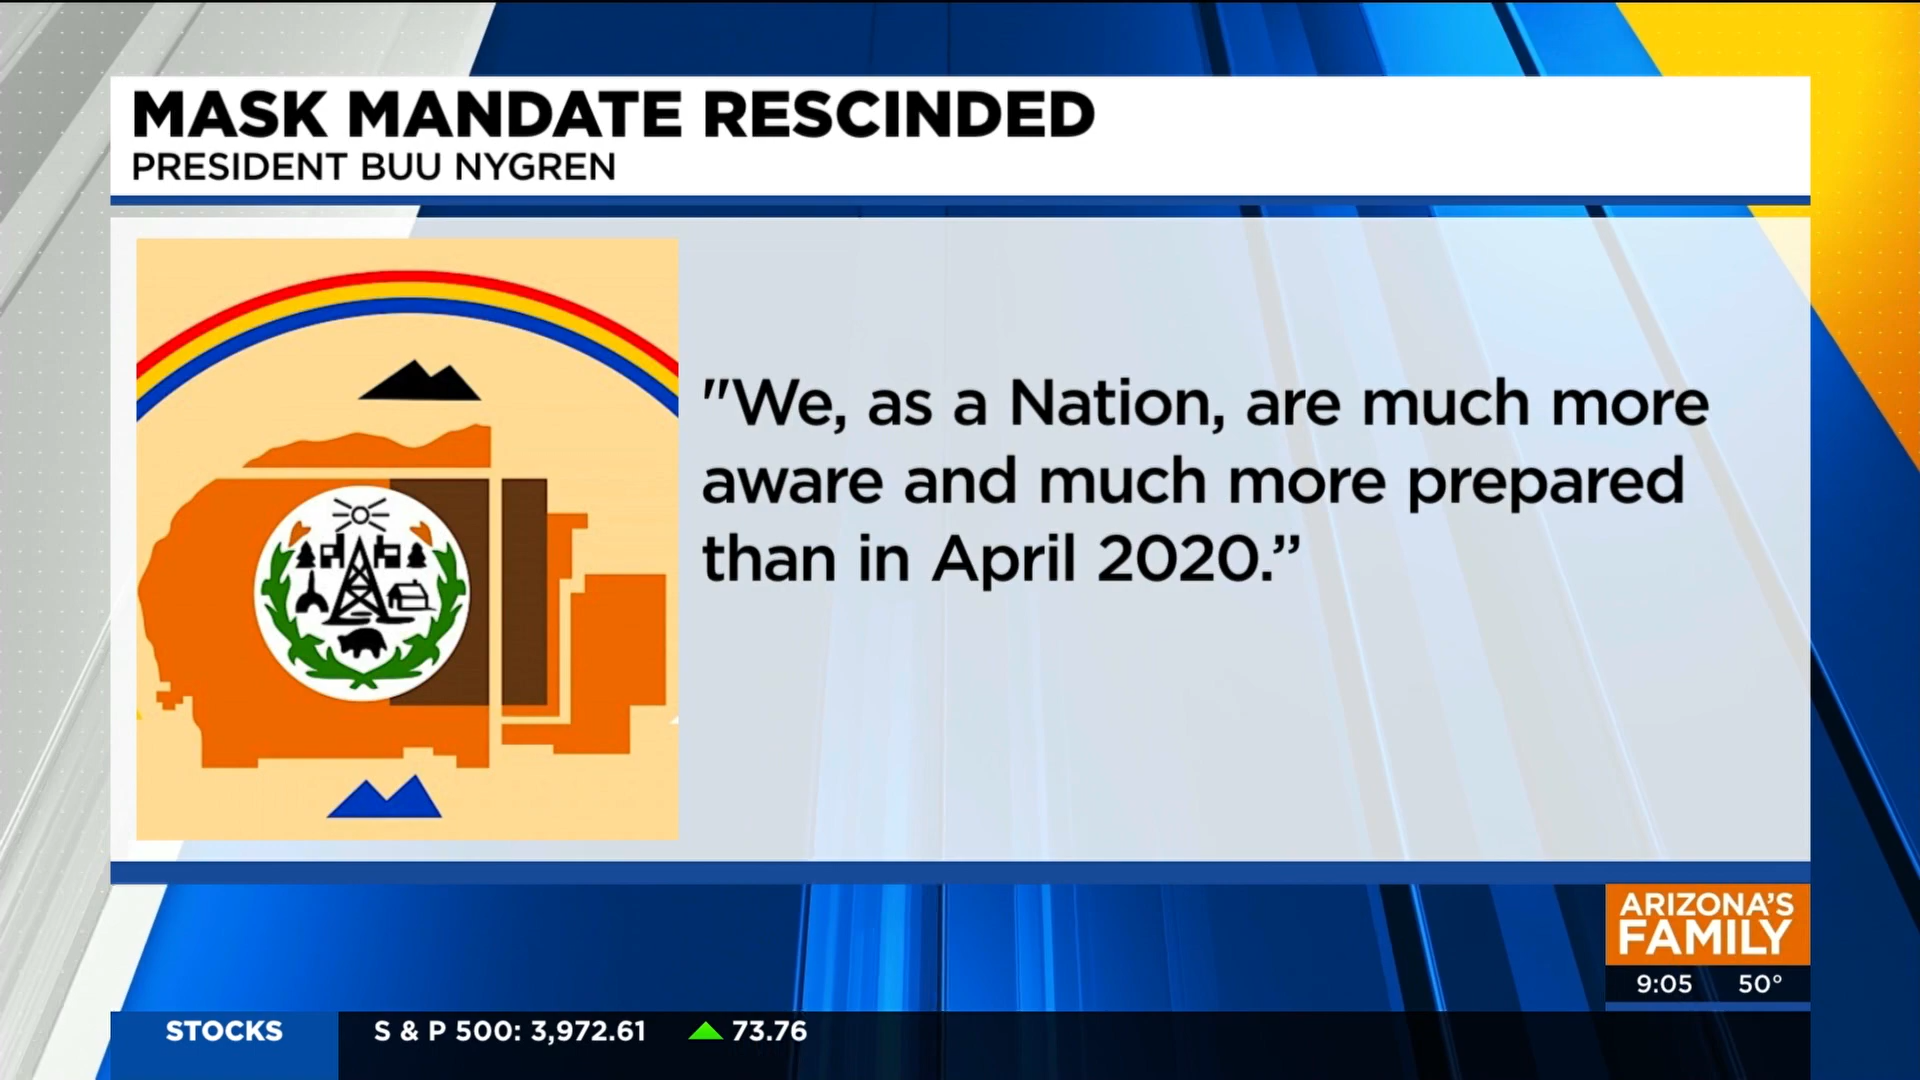 MASK MANDATE RESCINDED
PRESIDENT BUU NYGREN
"We, as a Nation, are much more
aware and much more prepared
than in April 2020.”
ARIZONA'S
FAMILY
9:05 50°
STOCKS S & P 500: 3,972.61 73.76